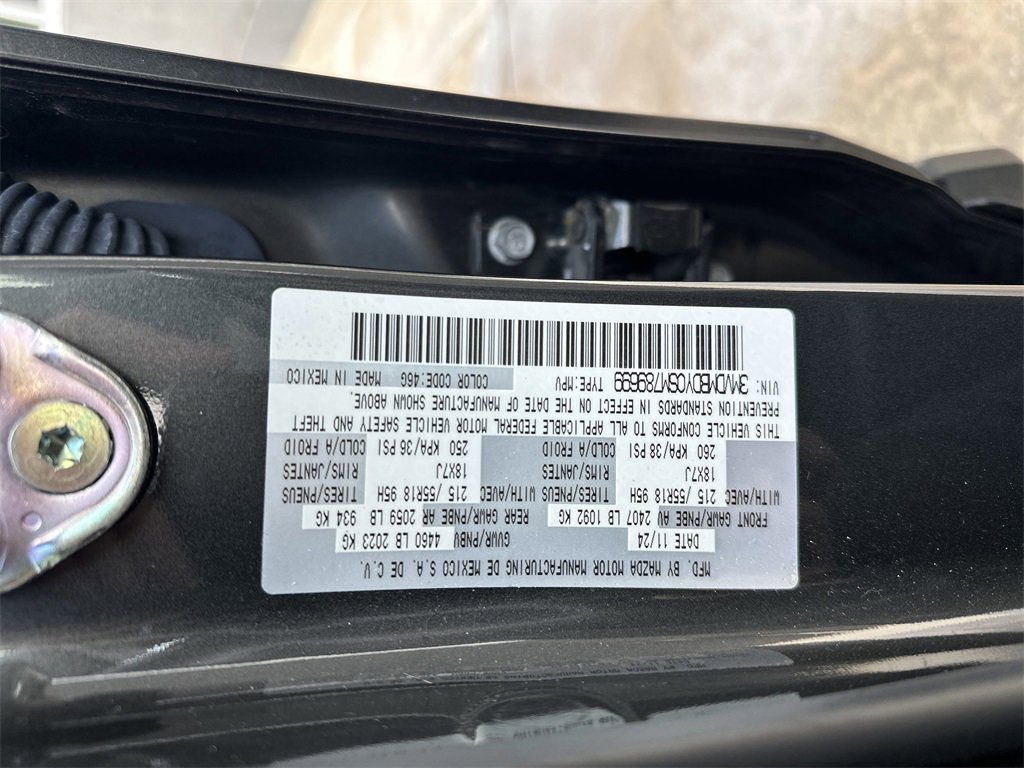 MFD. BY MAZDA MOTOR MANUFACTURING DE MEXICO S.A. DE C.V.
DATE 11/24 GVWR/PNBV 4460 LB 2023 KG
FRONT GAWR/PNBE AV 2407 LB 1092 KG REAR GAWR/PNBE AR 2059 LB 934 KG
WITH/AVEC 215 /55R18 95H TIRES/PNEUS WITH/AVEC 215 /55R18 95H TIRES/PNEUS
18X7J RIMS/JANTES 18X7J RIMS/JANTES
260 KPA/38 PSI COLD/A FROID 250 KPA/36 PSI COLD/A FROID
THIS VEHICLE CONFORMS TO ALL APPLICABLE FEDERAL MOTOR VEHICLE SAFETY AND THEFT
PREVENTION STANDARDS IN EFFECT ON THE DATE OF MANUFACTURE SHOWN ABOVE.
VIN: 3MVDMBDY0SM789699 TYPE:MPV COLOR CODE:46G MADE IN MEXICO